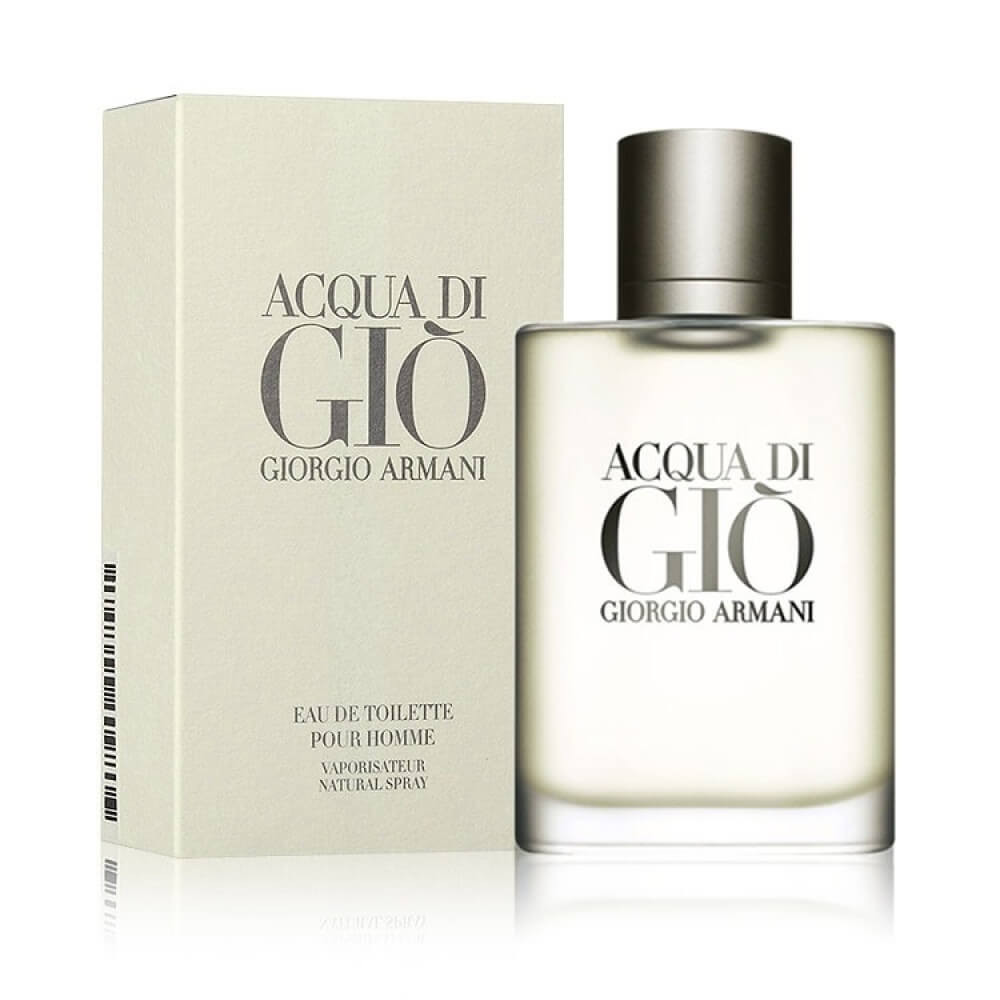 ACQUA DI
GIÒ
GIORGIO ARMANI
EAU DE TOILETTE
POUR HOMME
VAPORISATEUR
NATURAL SPRAY
ACQUA DI
GIÒ
GIORGIO ARMANI